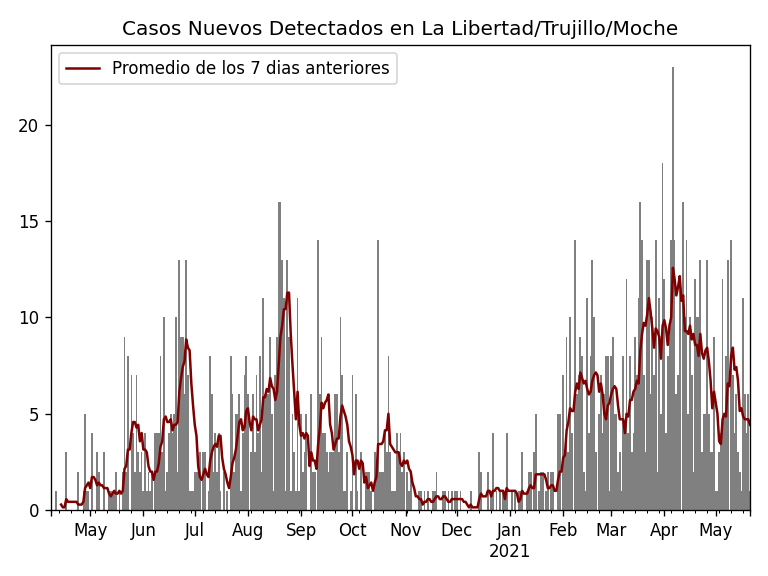 Casos Nuevos Detectados en La Libertad/Trujillo/Moche
Promedio de los 7 dias anteriores
20
15
10
5
0
May Jun Jul Aug Sep Oct Nov Dec Jan Feb Mar Apr May
2021